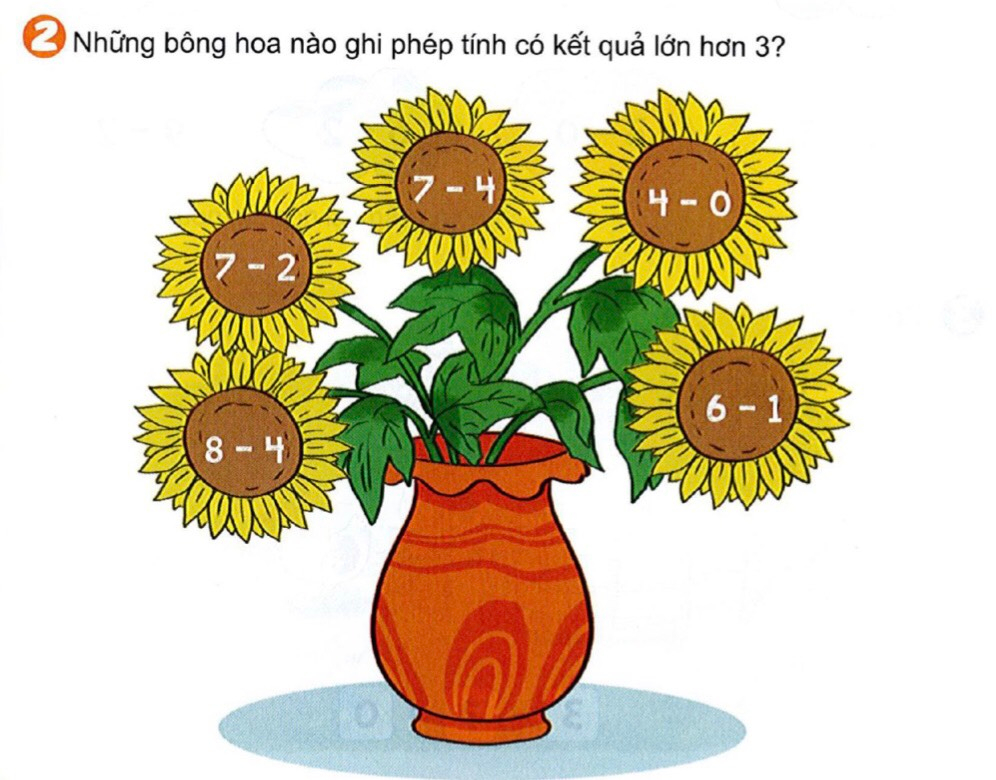 2 Những bông hoa nào ghi phép tính có kết quả lớn hơn 3?
7 - 4
4 - 0
7 - 2
6 - 1
8 - 4